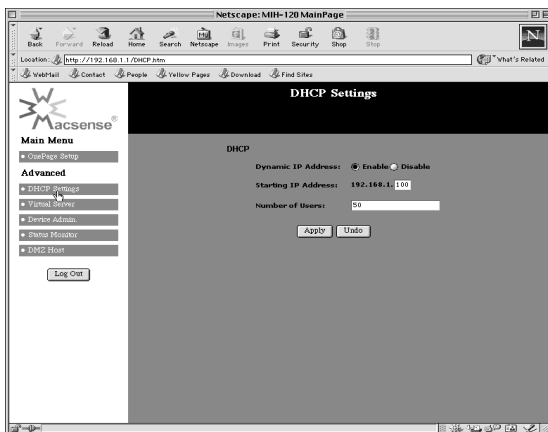 Netscape: MIH-120 MainPage
Back Forward Reload Home Search Netscape Images Print Security Shop Stop
Location: http://192.168.1.1/DHCP.htm What's Related
WebMail Contact People Yellow Pages Download Find Sites
Macsense®
Main Menu
• OnePage Setup
Advanced
• DHCP Settings
• Virtual Server
• Device Admin.
• Status Monitor
• DMZ Host
Log Out
DHCP Settings
DHCP
Dynamic IP Address: Enable Disable
Starting IP Address: 192.168.1. 100
Number of Users: 50
Apply Undo